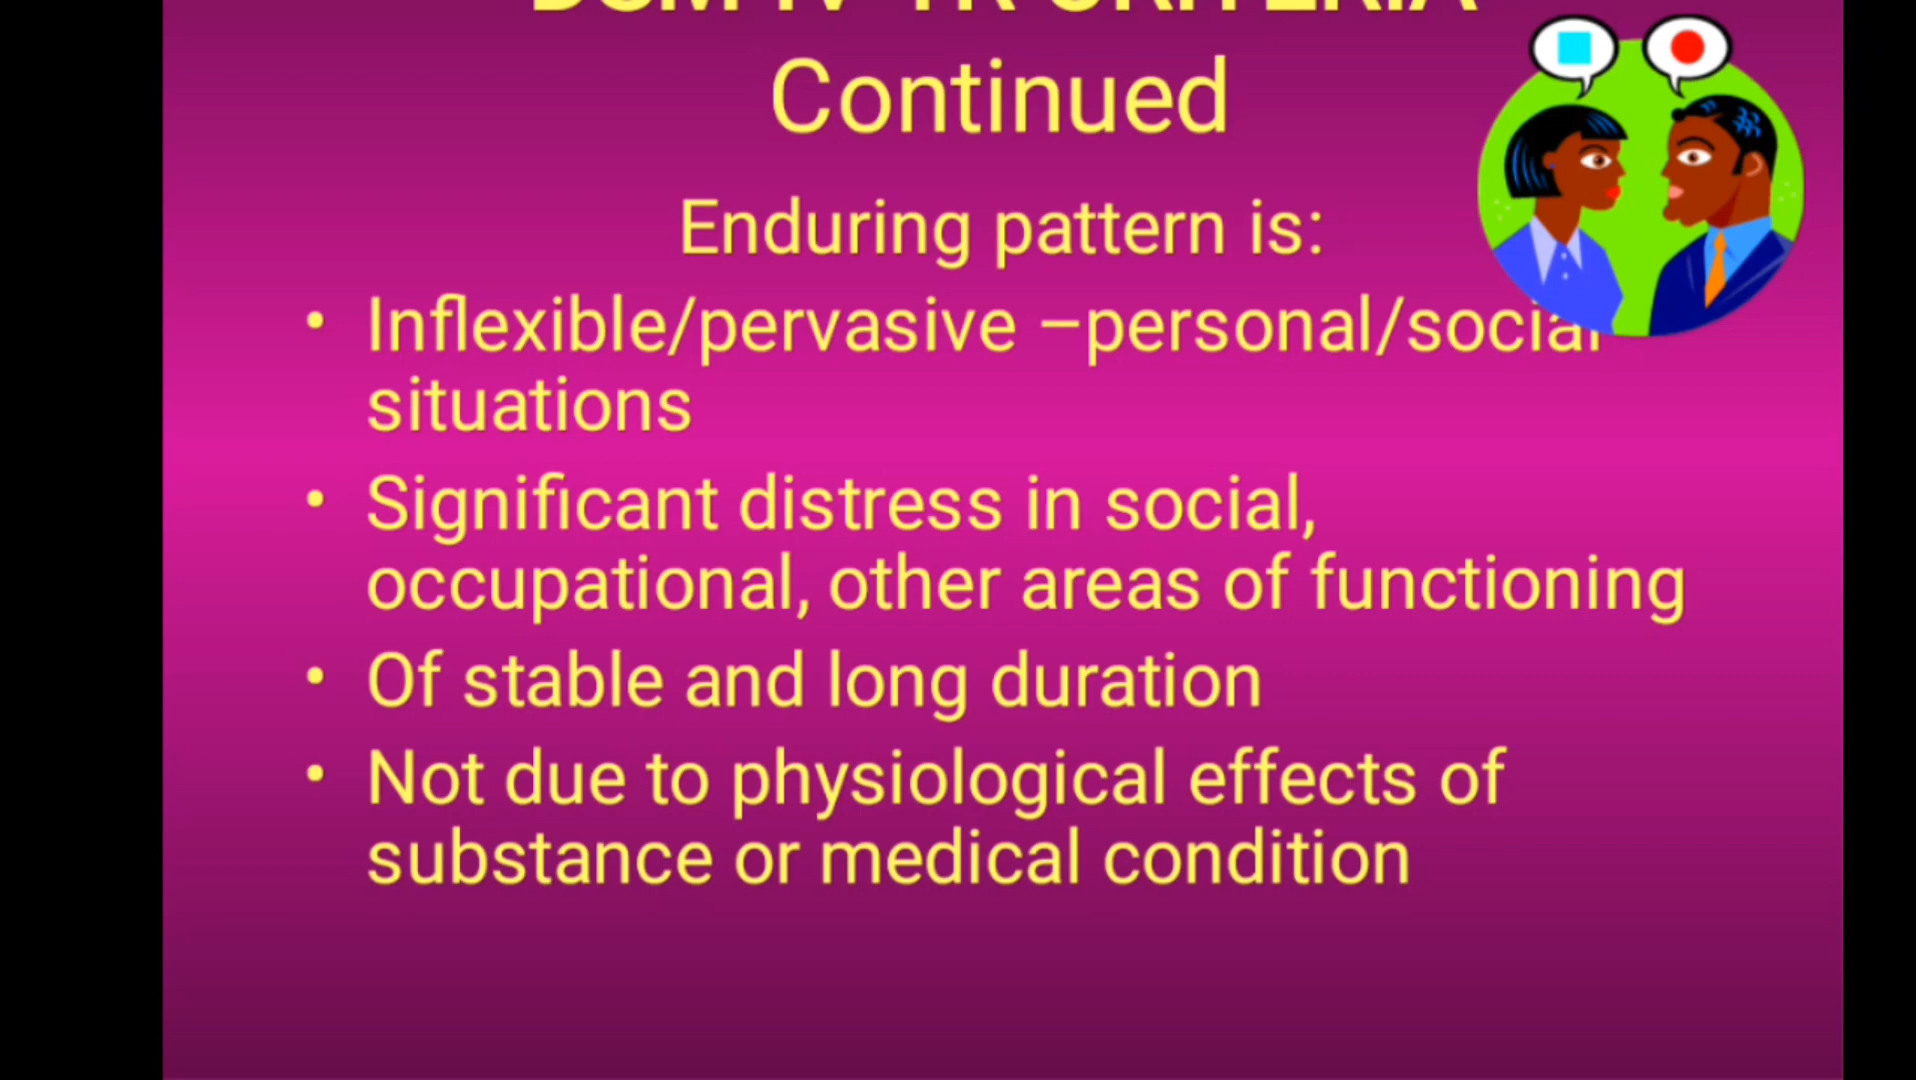 DSM IV-TR CRITERIA
Continued
Enduring pattern is:
• Inflexible/pervasive –personal/social
situations
• Significant distress in social,
occupational, other areas of functioning
• Of stable and long duration
• Not due to physiological effects of
substance or medical condition